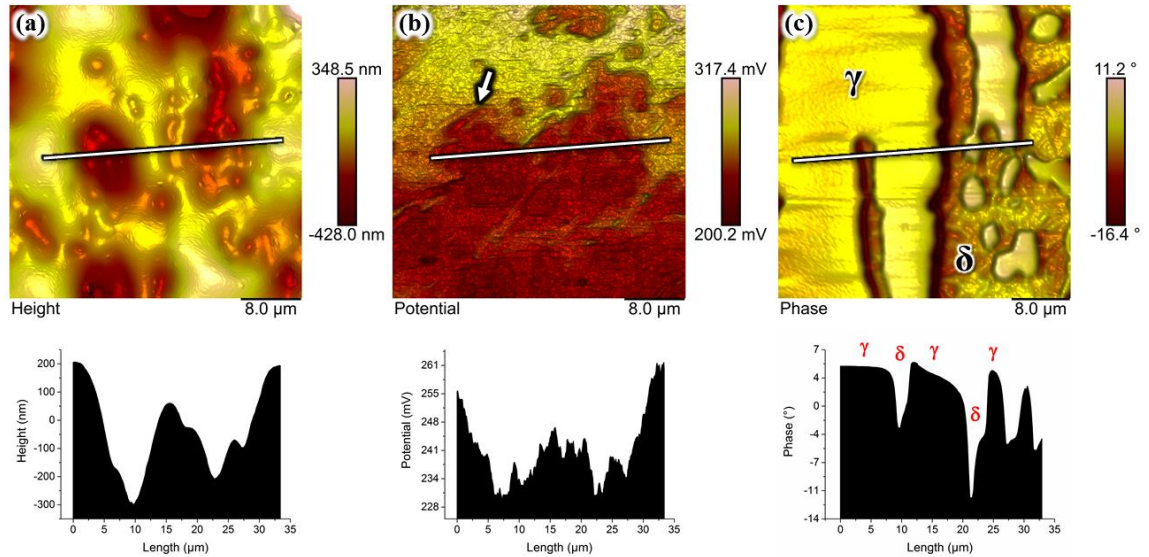 (a)
348.5 nm
-428.0 nm
Height
8.0 µm
(b)
317.4 mV
200.2 mV
Potential
8.0 µm
(c)
γ
δ
11.2 °
-16.4 °
Phase
8.0 µm
Height (nm)
200
100
0
-100
-200
-300
0 5 10 15 20 25 30 35
Length (µm)
Potential (mV)
261
255
248
241
234
228
0 5 10 15 20 25 30 35
Length (µm)
Phase (°)
7
4
0
-4
-7
-11
-14
γ δ γ δ γ
0 5 10 15 20 25 30 35
Length (µm)